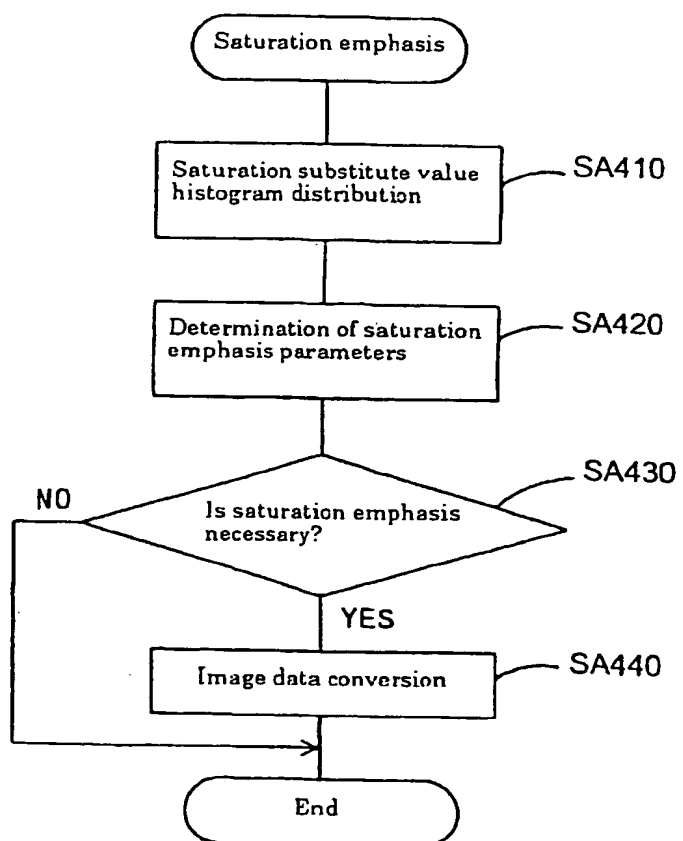 Saturation emphasis
Saturation substitute value
histogram distribution
SA410
Determination of saturation
emphasis parameters
SA420
Is saturation emphasis
necessary?
SA430
NO
YES
Image data conversion
SA440
End